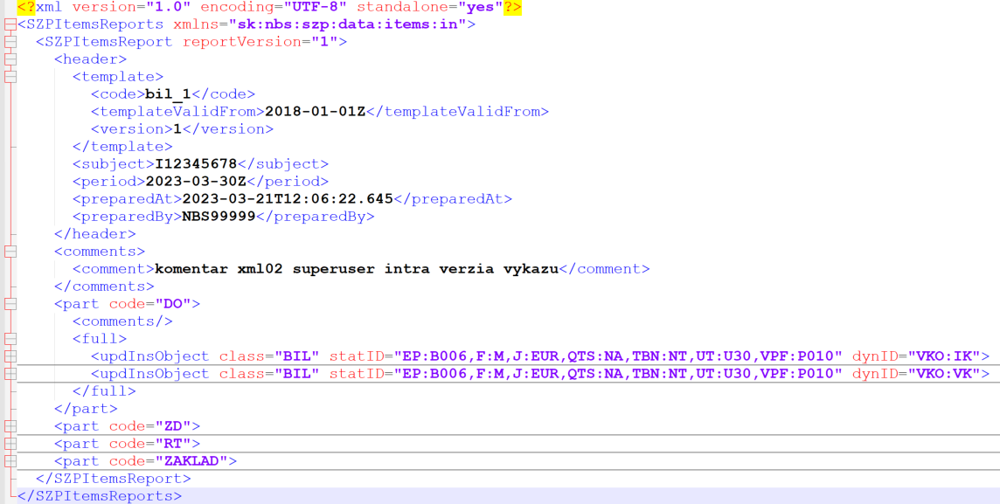 <?xml version="1.0" encoding="UTF-8" standalone="yes"?>
<SZPItemsReports xmlns="sk:nbs:szp:data:items:in">
<SZPItemsReport reportVersion="1">
<header>
<template>
<code>bil_1</code>
<templateValidFrom>2018-01-01Z</templateValidFrom>
<version>1</version>
</template>
<subject>I12345678</subject>
<period>2023-03-30Z</period>
<preparedAt>2023-03-21T12:06:22.645</preparedAt>
<preparedBy>NBS99999</preparedBy>
</header>
<comments>
<comment>komentar xml02 superuser intra verzia vykazu</comment>
</comments>
<part code="DO">
<comments/>
<full>
<updInsObject class="BIL" statID="EP:B006,F:M,J:EUR,QTS:NA,TBN:NT,UT:U30,VPF:P010" dynID="VKO:IK">
<updInsObject class="BIL" statID="EP:B006,F:M,J:EUR,QTS:NA,TBN:NT,UT:U30,VPF:P010" dynID="VKO:VK">
</full>
</part>
<part code="ZD">
<part code="RT">
<part code="ZAKLAD">
</SZPItemsReport>
</SZPItemsReports>